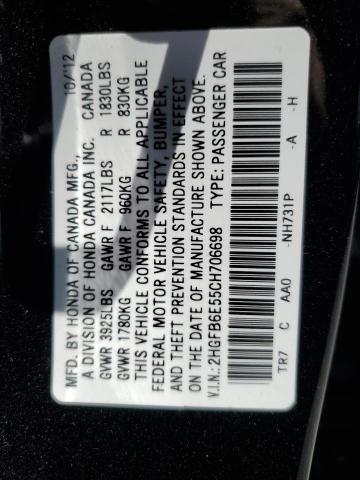 MFD. BY HONDA OF CANADA MFG., 10/'12
A DIVISION OF HONDA CANADA INC. CANADA
GVWR 3925LBS GAWR F 2117LBS R 1830LBS
GVWR 1780KG GAWR F 960KG R 830KG
THIS VEHICLE CONFORMS TO ALL APPLICABLE
FEDERAL MOTOR VEHICLE SAFETY, BUMPER,
AND THEFT PREVENTION STANDARDS IN EFFECT
ON THE DATE OF MANUFACTURE SHOWN ABOVE.
V.I.N.: 2HGFB6E55CH706698 TYPE: PASSENGER CAR
TR7 C AA0 -NH731P -A -H